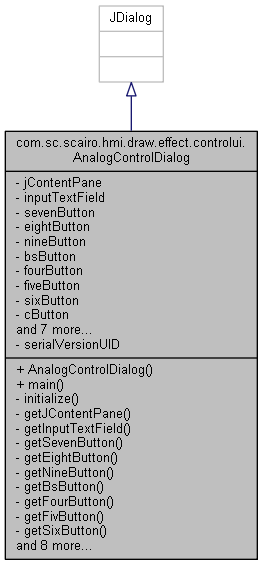 JDialog
com.sc.scairo.hmi.draw.effect.controlui.
AnalogControlDialog
- jContentPane
- inputTextField
- sevenButton
- eightButton
- nineButton
- bsButton
- fourButton
- fiveButton
- sixButton
- cButton
and 7 more...
- serialVersionUID
+ AnalogControlDialog()
+ main()
- initialize()
- getJContentPane()
- getInputTextField()
- getSevenButton()
- getEightButton()
- getNineButton()
- getBsButton()
- getFourButton()
- getFivButton()
- getSixButton()
and 8 more...